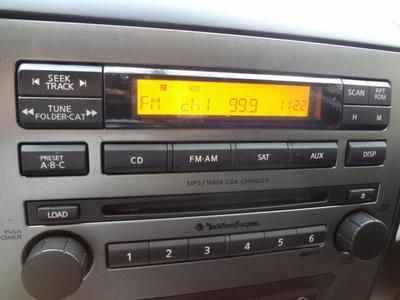 SEEK TRACK
TUNE FOLDER·CAT
C RDS
FM ch1 99.9 11:22
SCAN RPT RDM
H M
PRESET A·B·C
CD FM·AM SAT AUX DISP
MP3/WMA CD6 CHANGER
LOAD
PUSH POWER
Rockford Fosgate
1 2 3 4 5 6